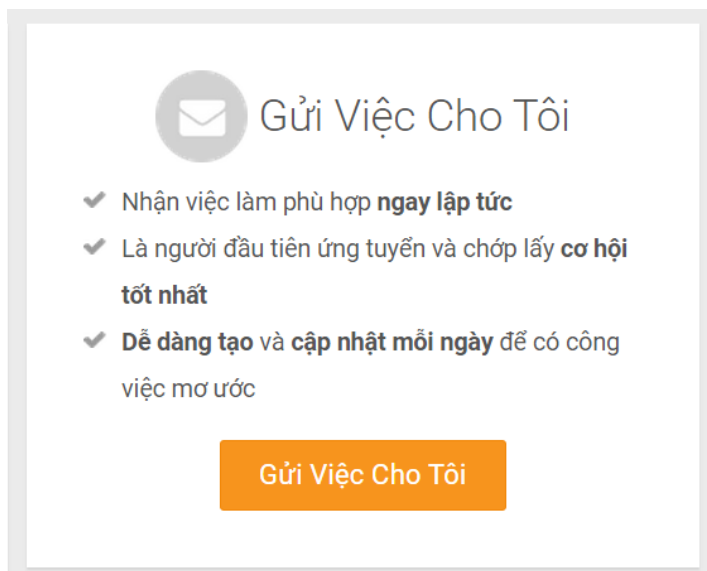 Gửi Việc Cho Tôi
Nhận việc làm phù hợp ngay lập tức
Là người đầu tiên ứng tuyển và chớp lấy cơ hội
tốt nhất
Dễ dàng tạo và cập nhật mỗi ngày để có công
việc mơ ước
Gửi Việc Cho Tôi